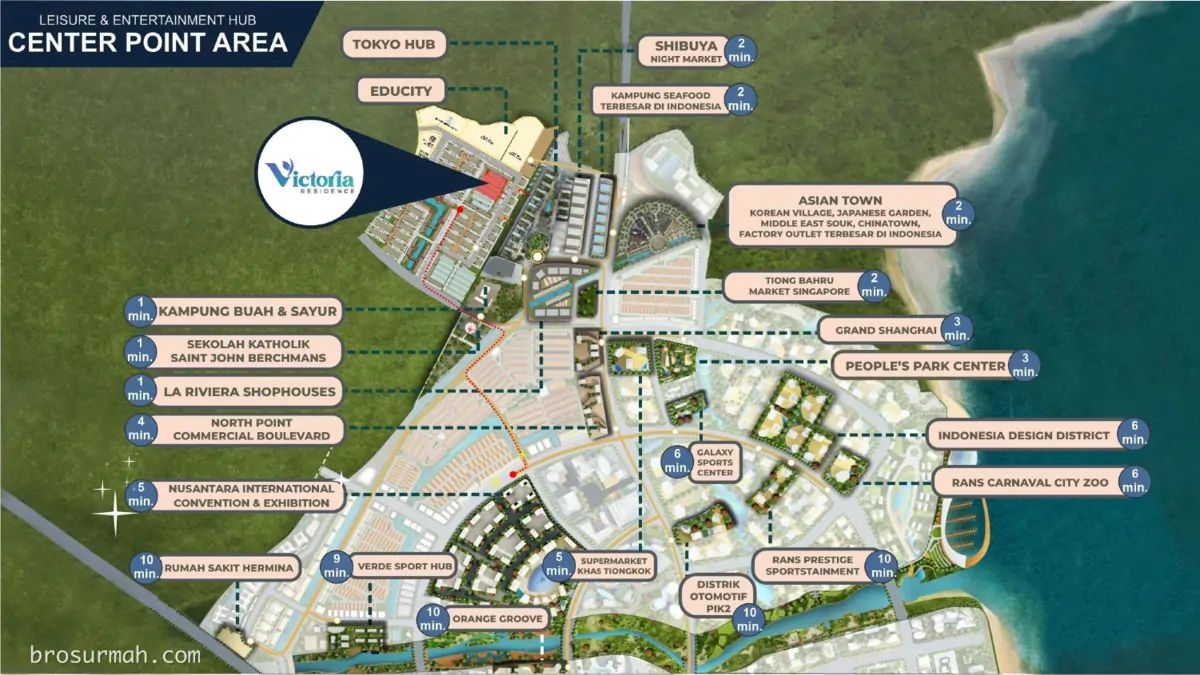 LEISURE & ENTERTAINMENT HUB
CENTER POINT AREA
TOKYO HUB
EDUCITY
SHIBUYA
NIGHT MARKET
2
min.
KAMPUNG SEAFOOD
TERBESAR DI INDONESIA
2
min.
Victoria
RESIDENCE
ASIAN TOWN
KOREAN VILLAGE, JAPANESE GARDEN,
MIDDLE EAST SOUK, CHINATOWN,
FACTORY OUTLET TERBESAR DI INDONESIA
2
min.
TIONG BAHRU
MARKET SINGAPORE
2
min.
1
min.
KAMPUNG BUAH & SAYUR
GRAND SHANGHAI
3
min.
1
min.
SEKOLAH KATHOLIK
SAINT JOHN BERCHMANS
PEOPLE'S PARK CENTER
3
min.
1
min.
LA RIVIERA SHOPHOUSES
4
min.
NORTH POINT
COMMERCIAL BOULEVARD
INDONESIA DESIGN DISTRICT
6
min.
6
min.
GALAXY
SPORTS
CENTER
RANS CARNAVAL CITY ZOO
6
min.
5
min.
NUSANTARA INTERNATIONAL
CONVENTION & EXHIBITION
10
min.
RUMAH SAKIT HERMINA
9
min.
VERDE SPORT HUB
5
min.
SUPERMARKET
KHAS TIONGKOK
RANS PRESTIGE
SPORTSTAINMENT
10
min.
DISTRIK
OTOMOTIF
PIK2
10
min.
10
min.
ORANGE GROOVE
brosurmah.com